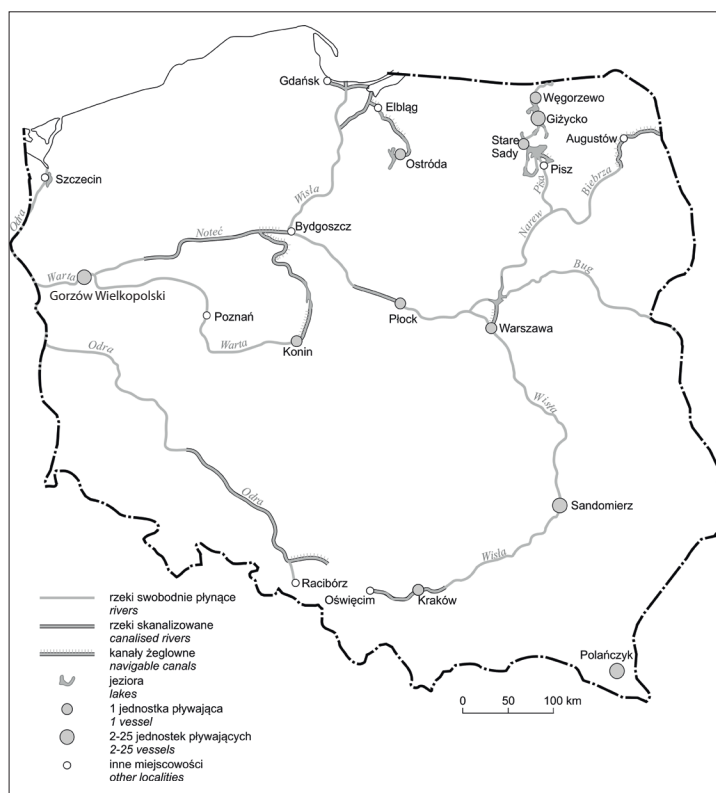 Gdańsk
Elbląg
Węgorzewo
Giżycko
Stare
Sady
Augustów
Ostróda
Pisz
Szczecin
Odra
Wisła
Pisa
Biebrza
Narew
Noteć
Bydgoszcz
Bug
Warta
Gorzów Wielkopolski
Poznań
Płock
Warszawa
Konin
Warta
Odra
Wisła
Odra
Sandomierz
Wisła
Racibórz
Oświęcim
Kraków
Polańczyk
rzeki swobodnie płynące
rivers
rzeki skanalizowane
canalised rivers
kanały żeglowne
navigable canals
jeziora
lakes
1 jednostka pływająca
1 vessel
2-25 jednostek pływających
2-25 vessels
inne miejscowości
other localities
0 50 100 km